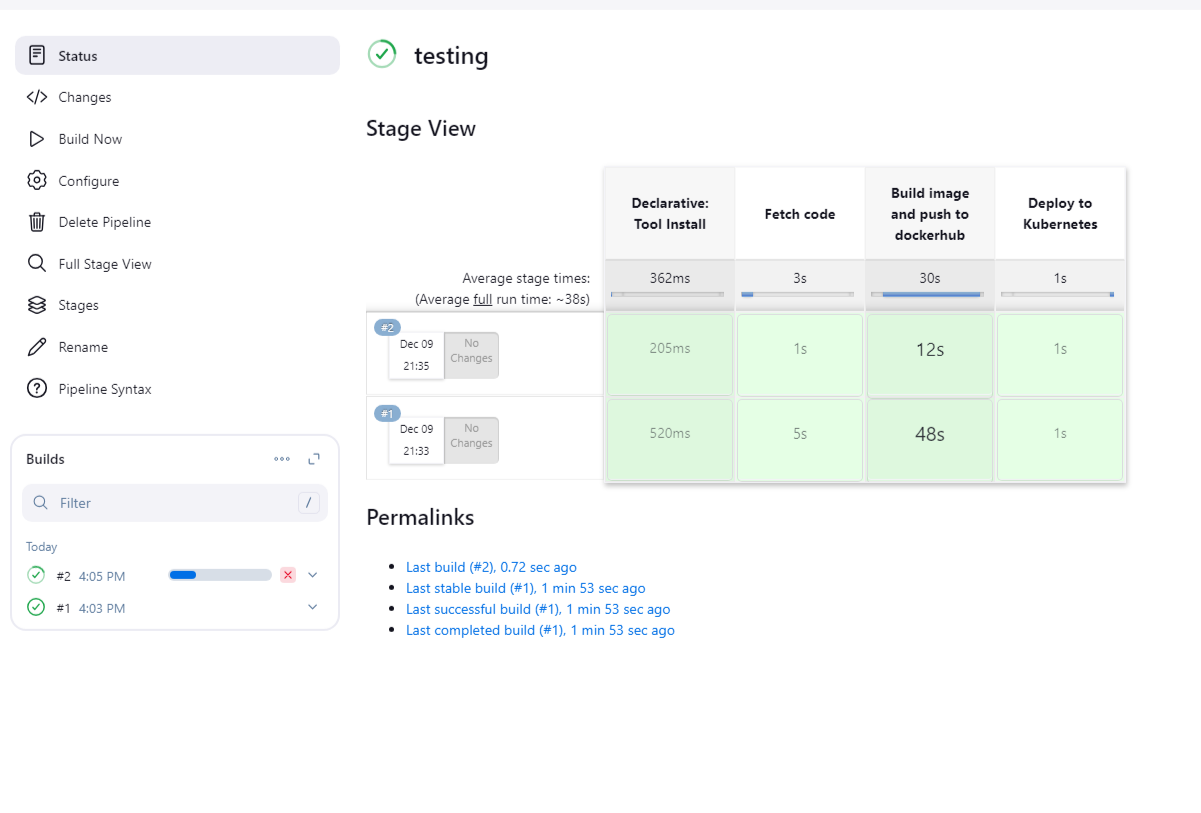 Status
Changes
Build Now
Configure
Delete Pipeline
Full Stage View
Stages
Rename
Pipeline Syntax
Builds
Filter
/
Today
#2 4:05 PM
#1 4:03 PM
testing
Stage View
Declarative:
Tool Install
Fetch code
Build image
and push to
dockerhub
Deploy to
Kubernetes
Average stage times:
(Average full run time: ~38s)
362ms
3s
30s
1s
#2
Dec 09
21:35
No
Changes
205ms
1s
12s
1s
#1
Dec 09
21:33
No
Changes
520ms
5s
48s
1s
Permalinks
Last build (#2), 0.72 sec ago
Last stable build (#1), 1 min 53 sec ago
Last successful build (#1), 1 min 53 sec ago
Last completed build (#1), 1 min 53 sec ago